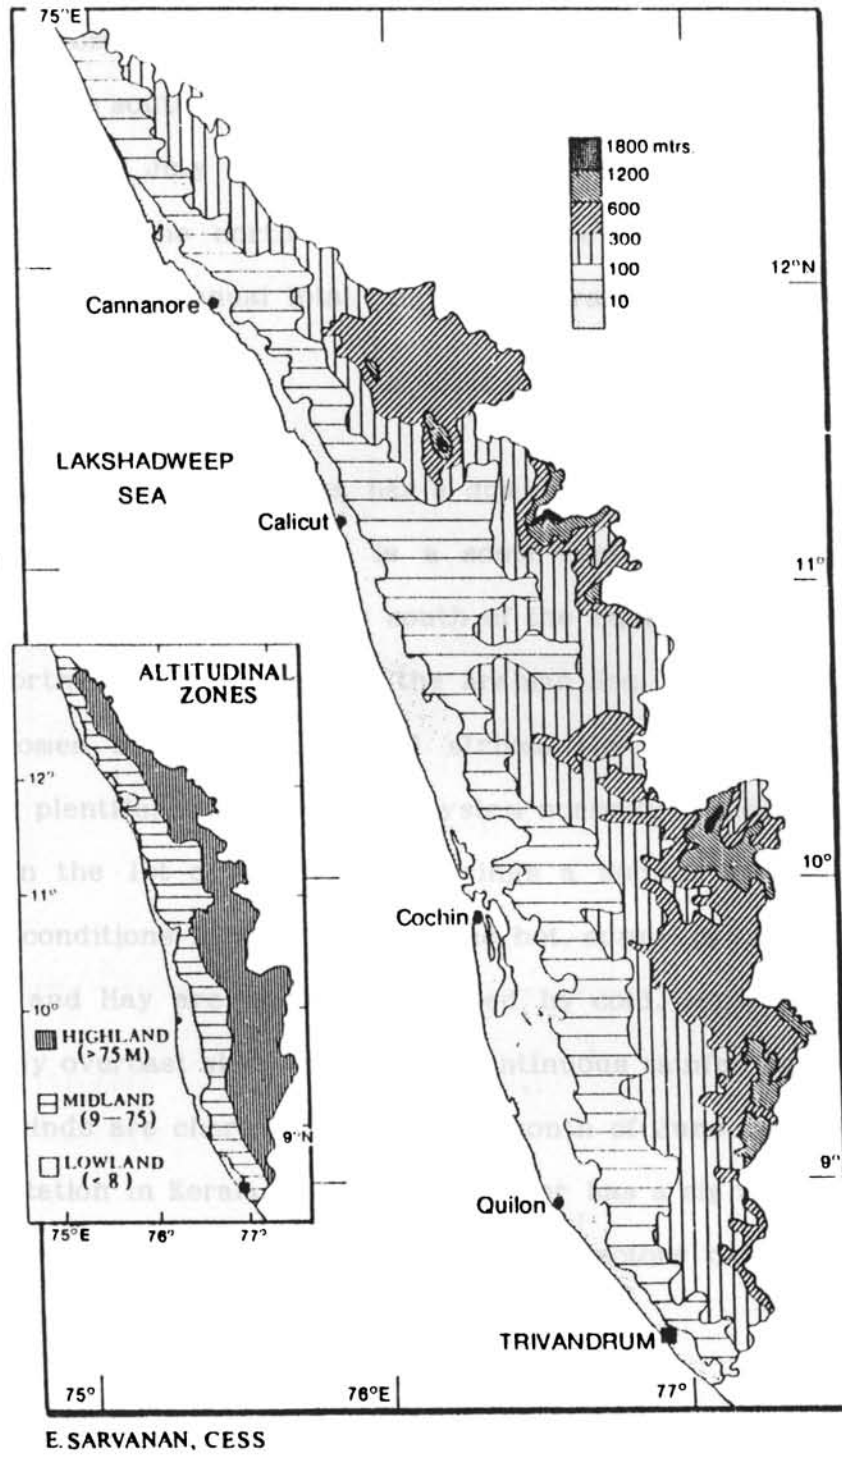 75°E
1800 mtrs.
1200
600
300
100
10
12°N
Cannanore
LAKSHADWEEP
SEA
Calicut
11°
ALTITUDINAL
ZONES
12°
11°
10°
HIGHLAND
(>75M)
MIDLAND
(9—75)
LOWLAND
(<8)
9°N
75°E
76°
77°
10°
Cochin
9°
Quilon
TRIVANDRUM
75°
76°E
77°
E. SARVANAN, CESS